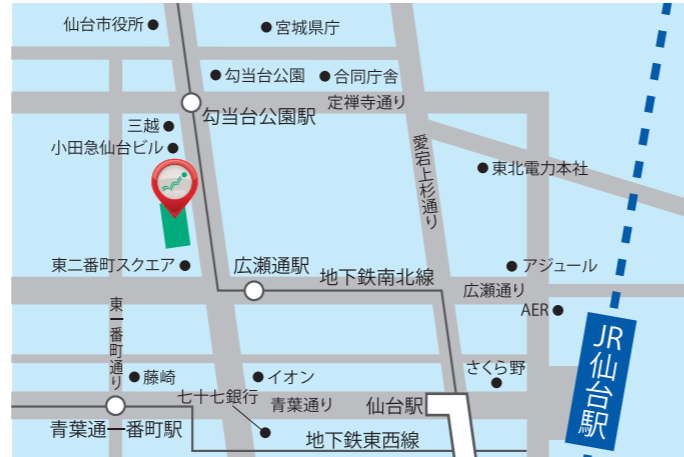 仙台市役所
宮城県庁
勾当台公園
合同庁舎
定禅寺通り
勾当台公園駅
三越
小田急仙台ビル
愛宕上杉通り
東北電力本社
東二番町スクエア
広瀬通駅
地下鉄南北線
アジュール
広瀬通り
AER
東一番町通り
JR仙台駅
藤崎
イオン
さくら野
七十七銀行
青葉通り
仙台駅
青葉通一番町駅
地下鉄東西線